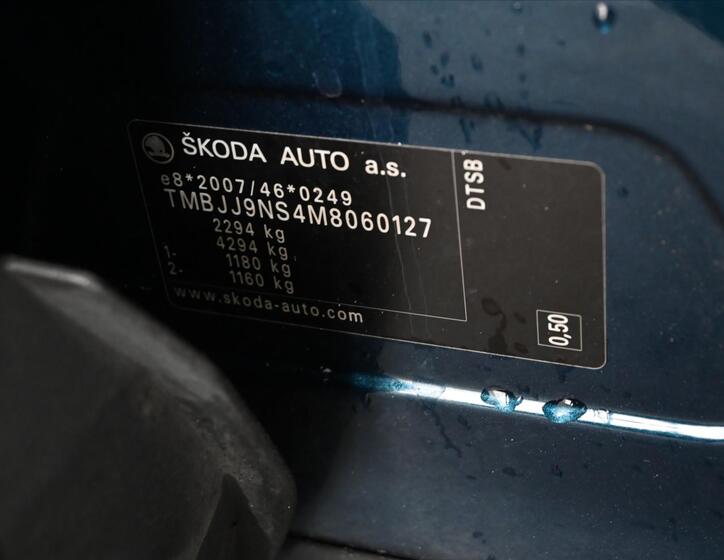 ŠKODA AUTO a.s.
e8*2007/46*0249
TMBJJ9NS4M8060127
2294 kg
4294 kg
1- 1180 kg
2- 1160 kg
www.skoda-auto.com
DTSB
0,50